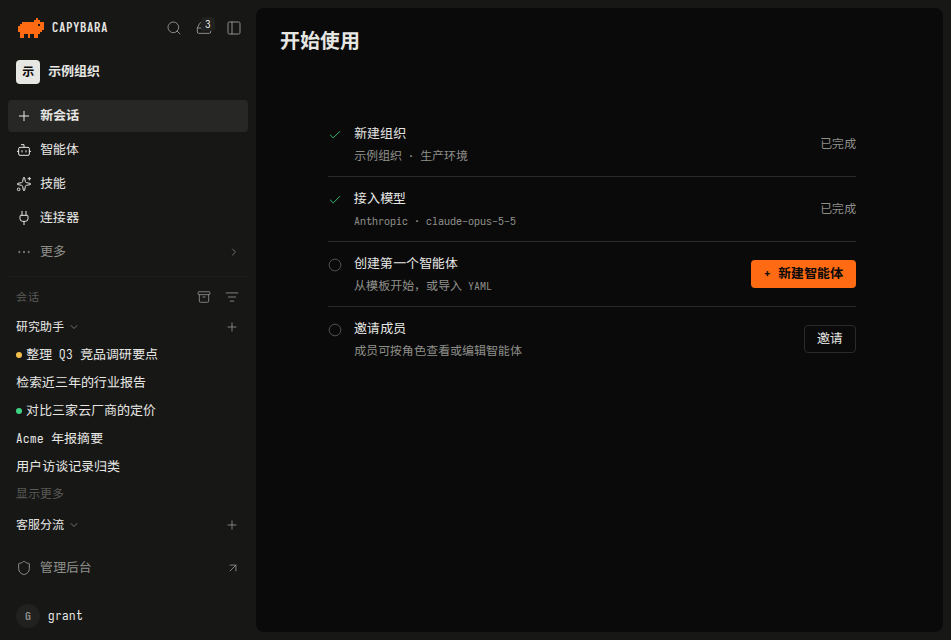 CAPYBARA
3
示 示例组织
新会话
智能体
技能
连接器
更多
会话
研究助手
整理 Q3 竞品调研要点
检索近三年的行业报告
对比三家云厂商的定价
Acme 年报摘要
用户访谈记录归类
显示更多
客服分流
管理后台
G grant
开始使用
新建组织
示例组织 · 生产环境
已完成
接入模型
Anthropic · claude-opus-5-5
已完成
创建第一个智能体
从模板开始，或导入 YAML
+ 新建智能体
邀请成员
成员可按角色查看或编辑智能体
邀请